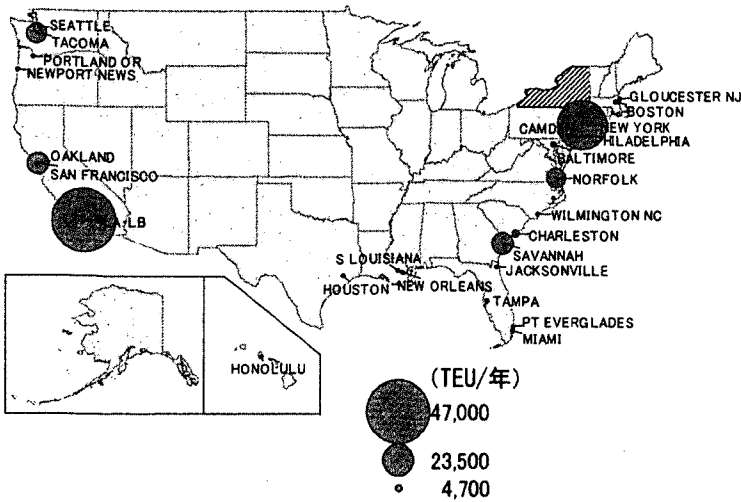 SEATTLE
TACOMA
PORTLAND OR
NEWPORT NEWS
GLOUCESTER NJ
BOSTON
CAMD
NEW YORK
PHILADELPHIA
BALTIMORE
OAKLAND
SAN FRANCISCO
NORFOLK
LA-LB
WILMINGTON NC
CHARLESTON
SAVANNAH
JACKSONVILLE
S LOUISIANA
HOUSTON
NEW ORLEANS
TAMPA
PT EVERGLADES
MIAMI
HONOLULU
(TEU/年)
47,000
23,500
4,700